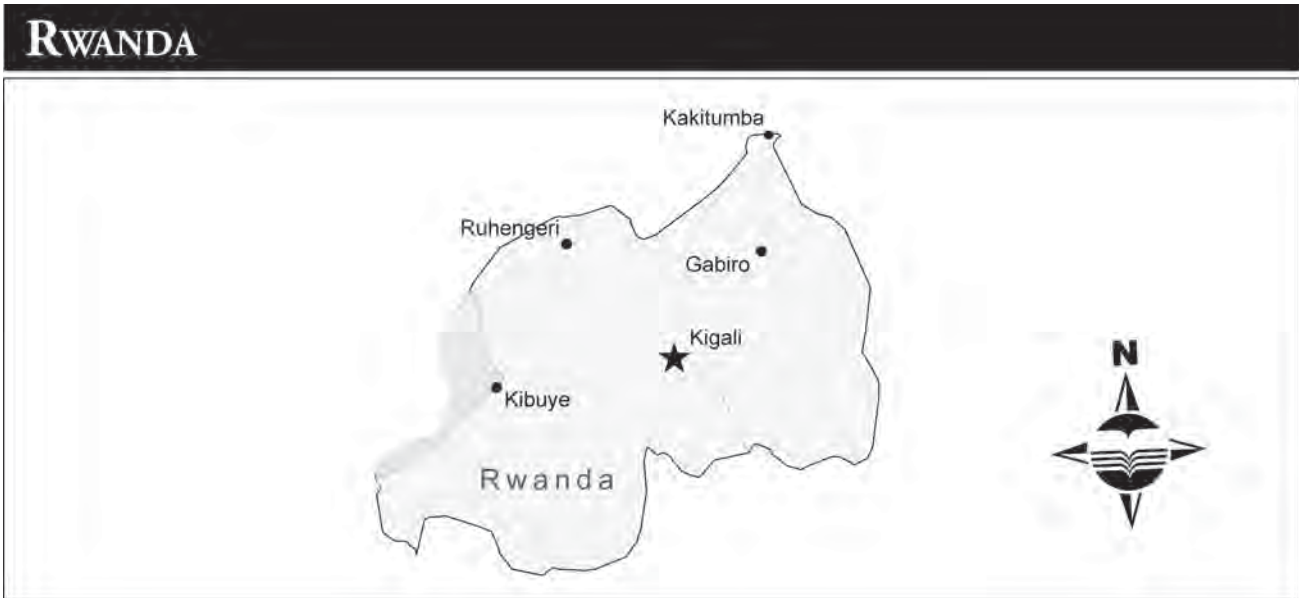 RWANDA
Kakitumba
Ruhengeri
Gabiro
Kigali
N
Kibuye
Rwanda